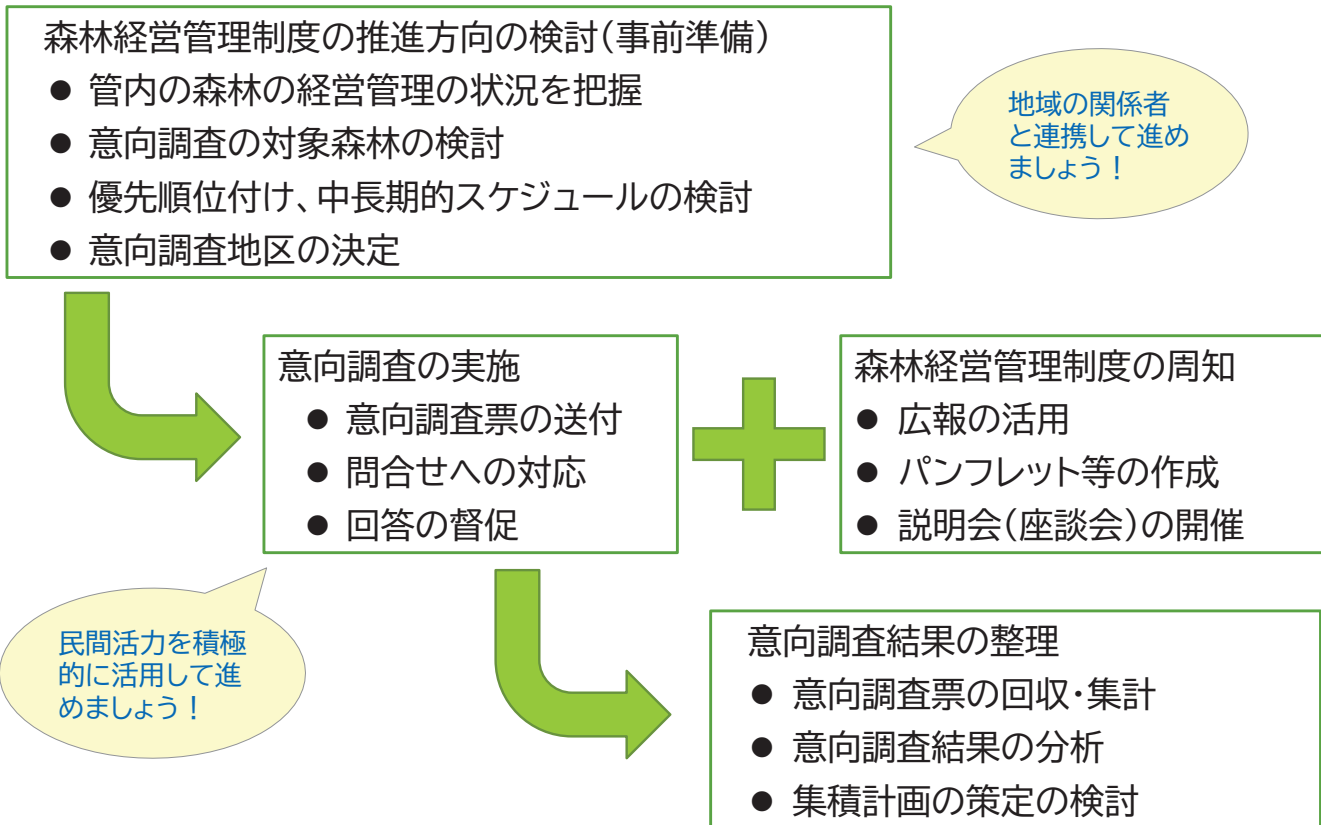 森林経営管理制度の推進方向の検討(事前準備)
● 管内の森林の経営管理の状況を把握
● 意向調査の対象森林の検討
● 優先順位付け、中長期的スケジュールの検討
● 意向調査地区の決定
地域の関係者
と連携して進め
ましょう！
意向調査の実施
● 意向調査票の送付
● 問合せへの対応
● 回答の督促
森林経営管理制度の周知
● 広報の活用
● パンフレット等の作成
● 説明会(座談会)の開催
民間活力を積極
的に活用して進
めましょう！
意向調査結果の整理
● 意向調査票の回収・集計
● 意向調査結果の分析
● 集積計画の策定の検討